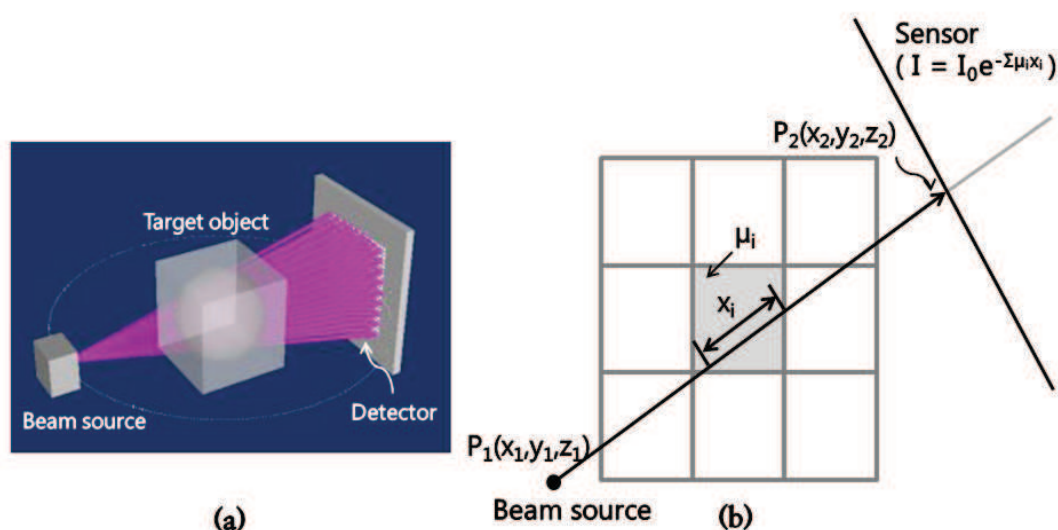 Target object
Beam source
Detector
(a)
Sensor
( I = I₀e^-Σμᵢxᵢ )
P₂(x₂,y₂,z₂)
μᵢ
xᵢ
P₁(x₁,y₁,z₁)
Beam source
(b)